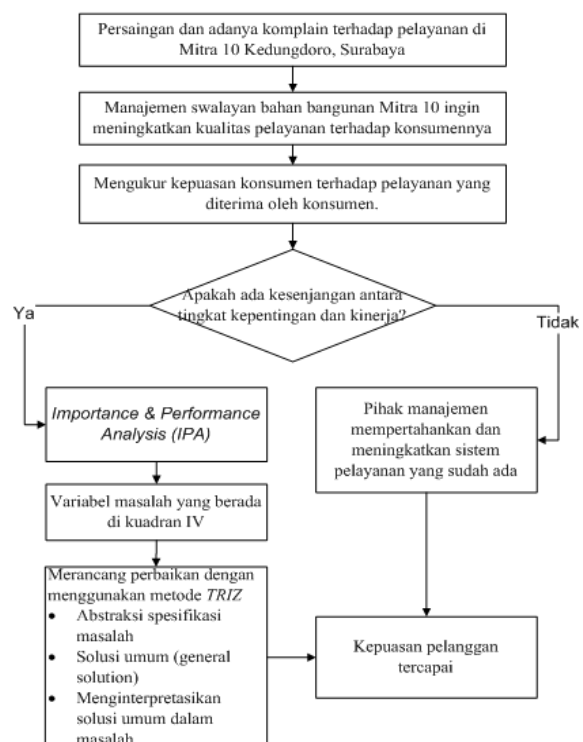 Persaingan dan adanya komplain terhadap pelayanan di
Mitra 10 Kedungdoro, Surabaya
Manajemen swalayan bahan bangunan Mitra 10 ingin
meningkatkan kualitas pelayanan terhadap konsumennya
Mengukur kepuasan konsumen terhadap pelayanan yang
diterima oleh konsumen.
Apakah ada kesenjangan antara
tingkat kepentingan dan kinerja?
Ya
Tidak
Importance & Performance
Analysis (IPA)
Pihak manajemen
mempertahankan dan
meningkatkan sistem
pelayanan yang sudah ada
Variabel masalah yang berada
di kuadran IV
Merancang perbaikan dengan
menggunakan metode TRIZ
• Abstraksi spesifikasi
masalah
• Solusi umum (general
solution)
• Menginterpretasikan
solusi umum dalam
masalah
Kepuasan pelanggan
tercapai